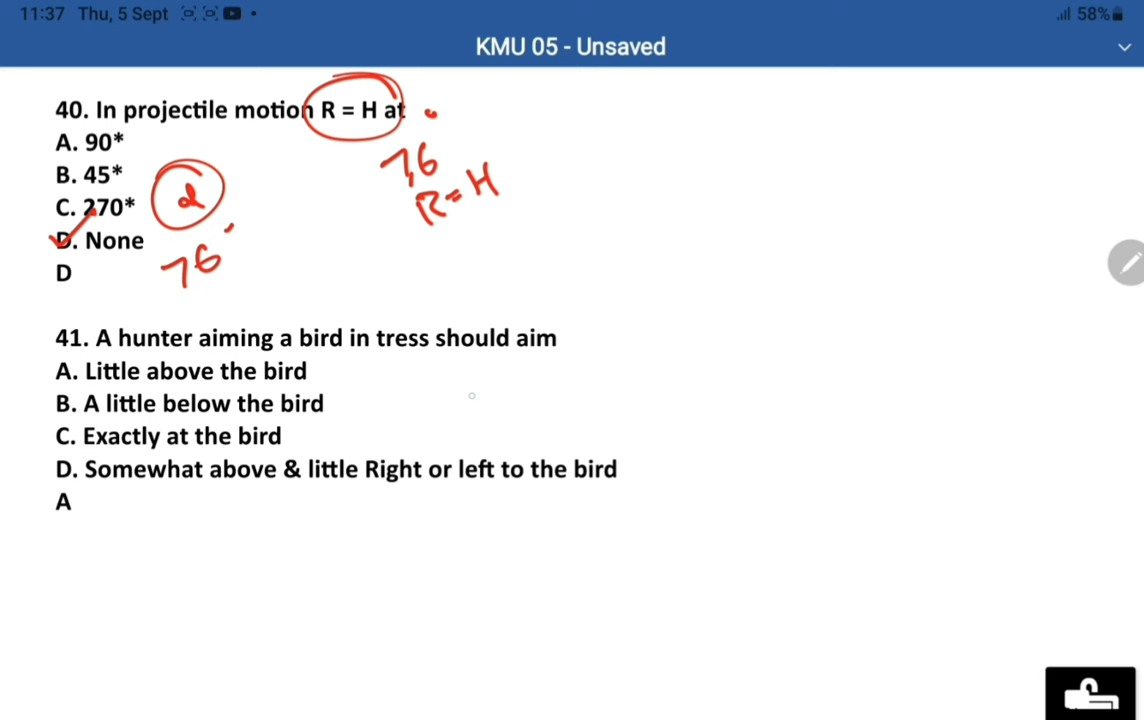 11:37 Thu, 5 Sept
58%
KMU 05 - Unsaved
40. In projectile motion R = H at
A. 90*
B. 45*
C. 270*
D. None
D
76
R = H
76
41. A hunter aiming a bird in tress should aim
A. Little above the bird
B. A little below the bird
C. Exactly at the bird
D. Somewhat above & little Right or left to the bird
A